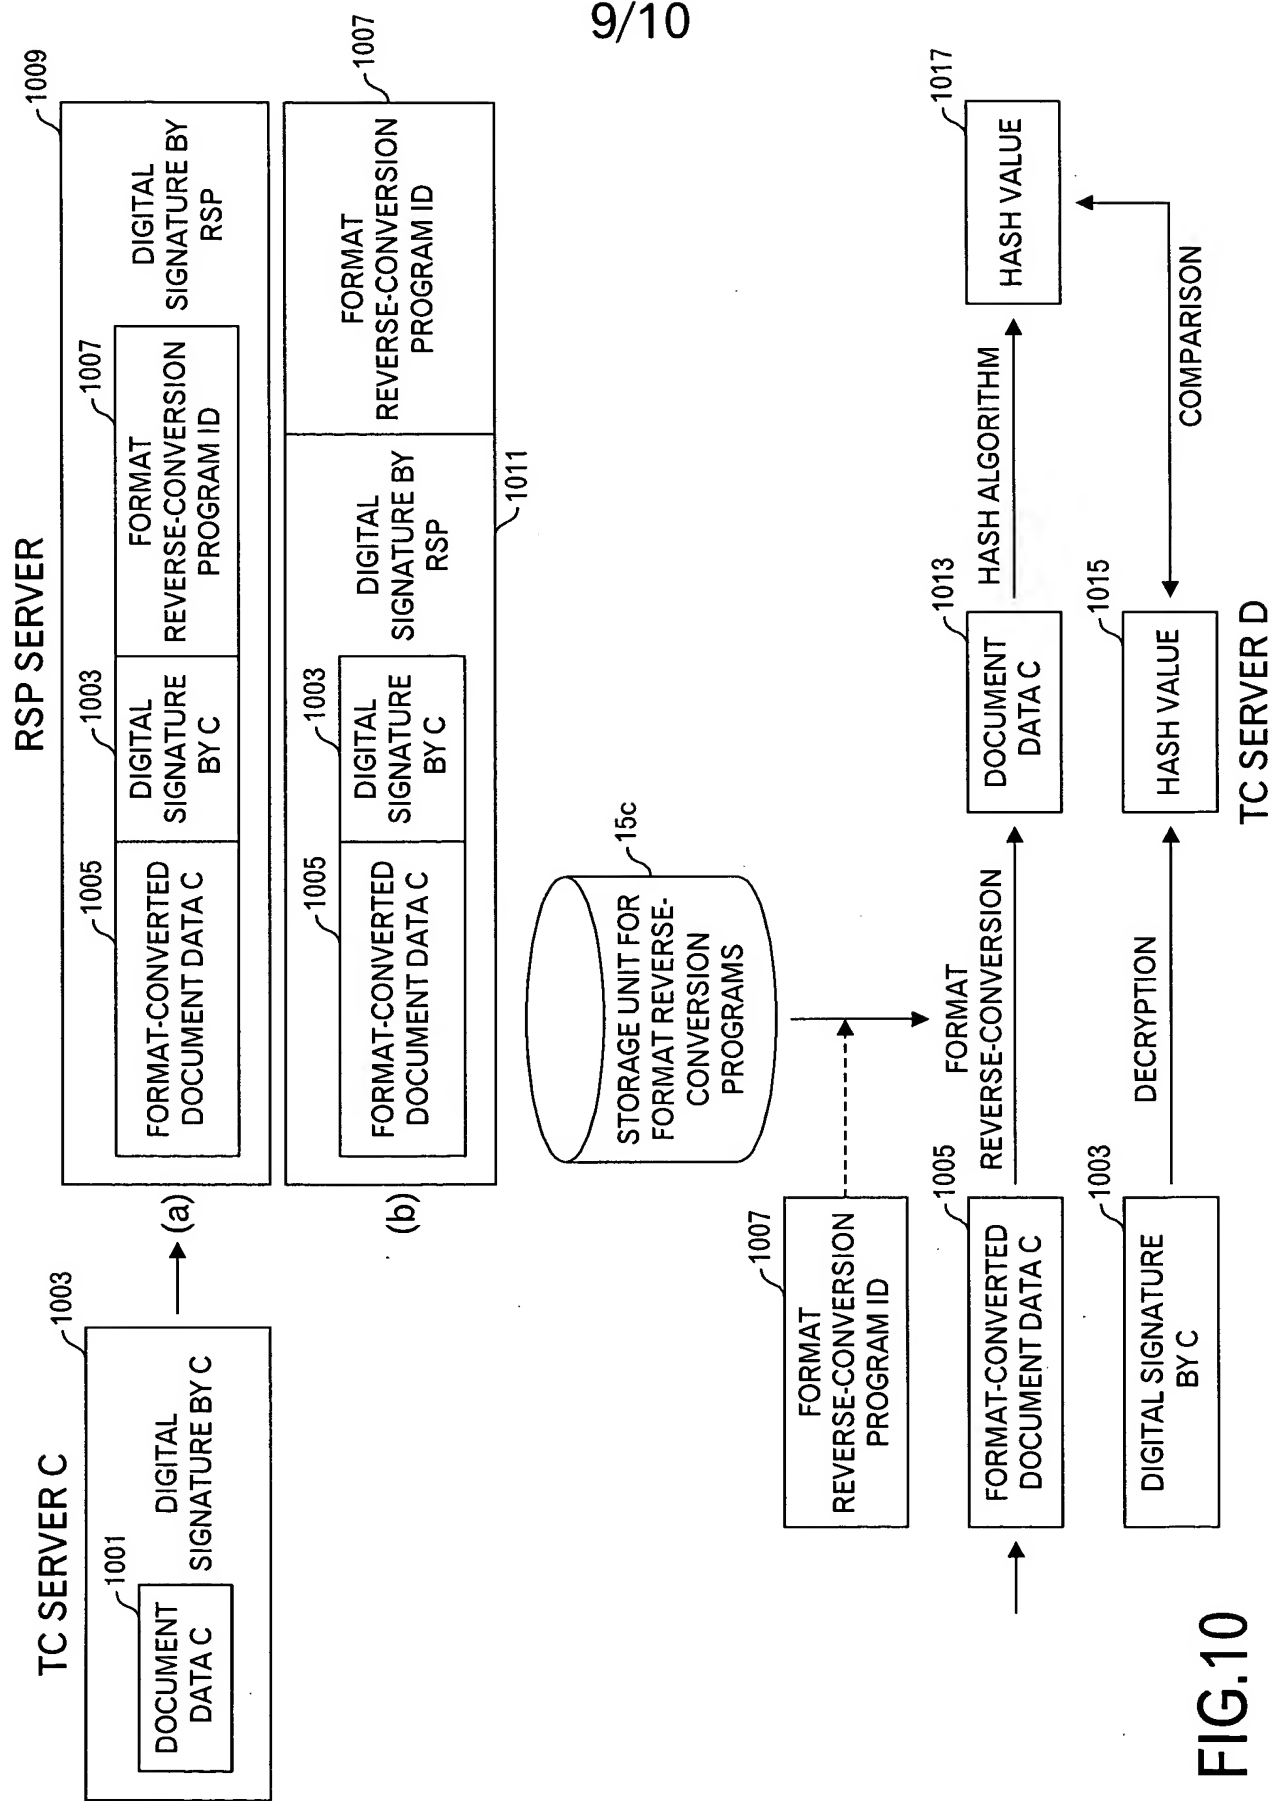 9/10
TC SERVER C
1003
1001
DOCUMENT
DATA C
DIGITAL
SIGNATURE BY C
RSP SERVER
1009
(a)
1005
FORMAT-CONVERTED
DOCUMENT DATA C
1003
DIGITAL
SIGNATURE
BY C
1007
FORMAT
REVERSE-CONVERSION
PROGRAM ID
DIGITAL
SIGNATURE BY
RSP
(b)
1005
FORMAT-CONVERTED
DOCUMENT DATA C
1003
DIGITAL
SIGNATURE
BY C
DIGITAL
SIGNATURE BY
RSP
1011
FORMAT
REVERSE-CONVERSION
PROGRAM ID
1007
15c
STORAGE UNIT FOR
FORMAT REVERSE-
CONVERSION
PROGRAMS
1007
FORMAT
REVERSE-CONVERSION
PROGRAM ID
1005
FORMAT-CONVERTED
DOCUMENT DATA C
FORMAT
REVERSE-CONVERSION
1013
DOCUMENT
DATA C
HASH ALGORITHM
1017
HASH VALUE
1003
DIGITAL SIGNATURE
BY C
DECRYPTION
1015
HASH VALUE
COMPARISON
TC SERVER D
FIG.10